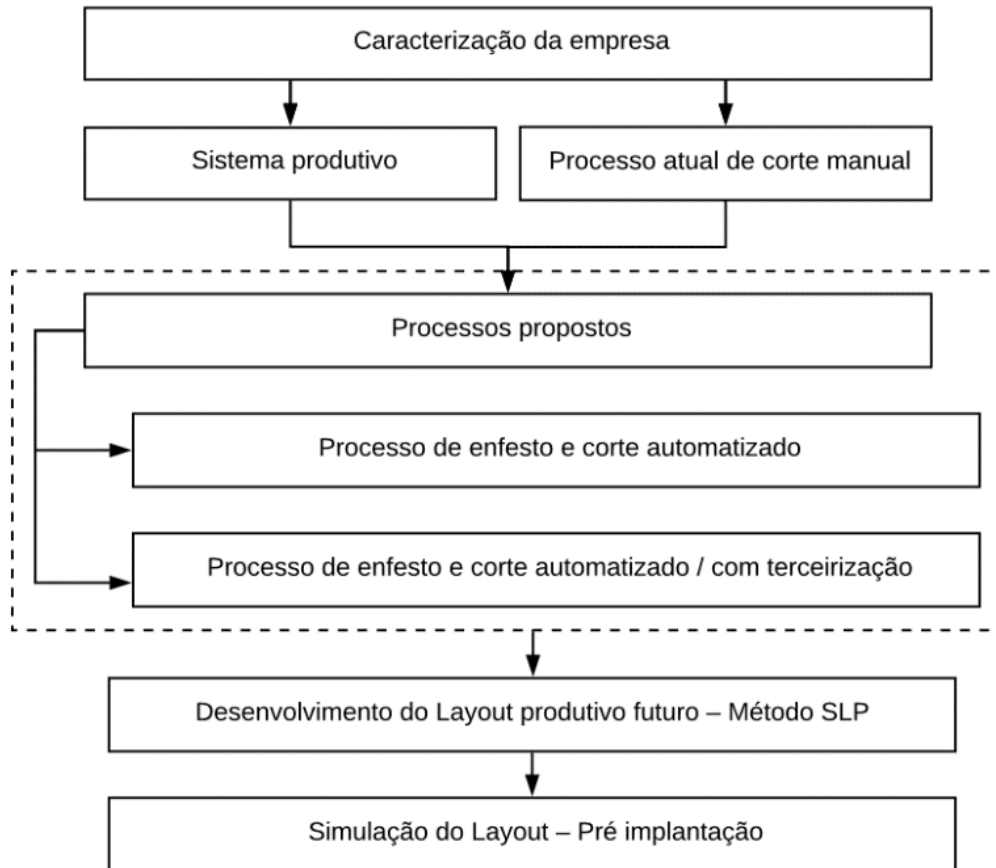 Caracterização da empresa
Sistema produtivo
Processo atual de corte manual
Processos propostos
Processo de enfesto e corte automatizado
Processo de enfesto e corte automatizado / com terceirização
Desenvolvimento do Layout produtivo futuro – Método SLP
Simulação do Layout – Pré implantação